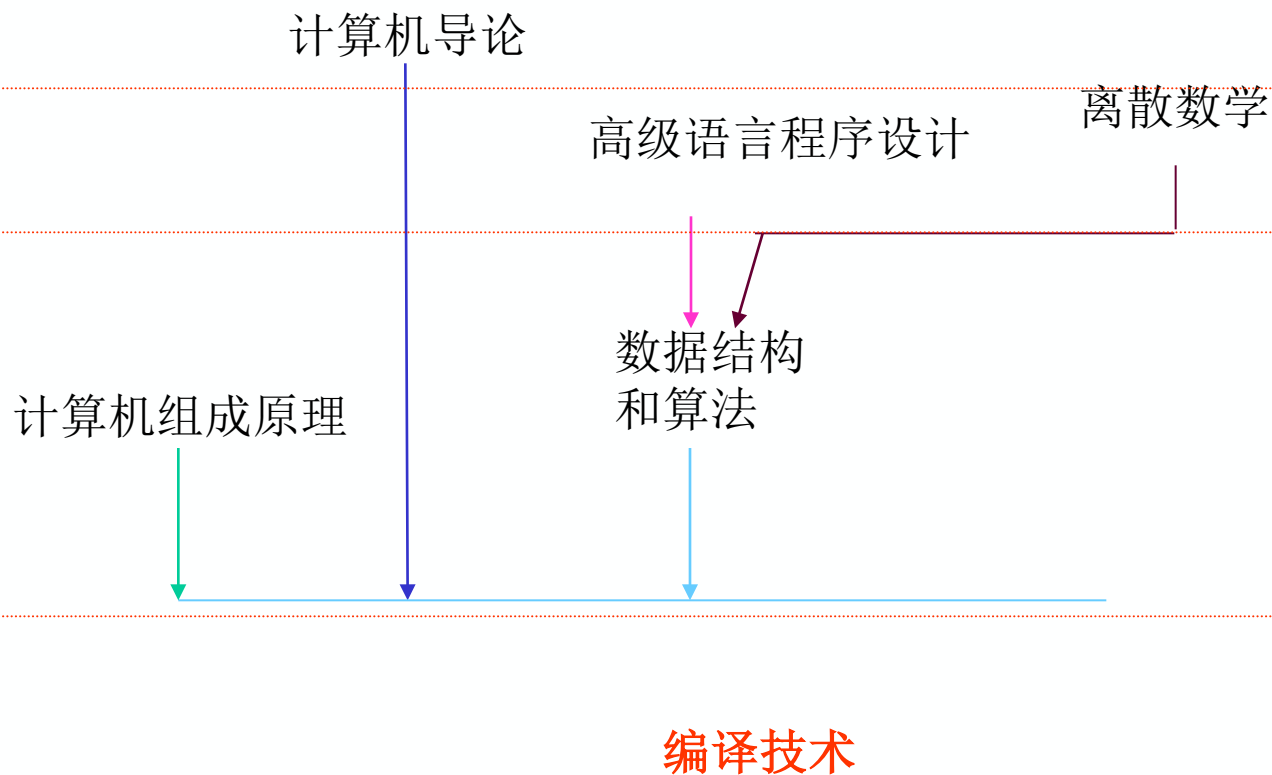 计算机导论
离散数学
高级语言程序设计
数据结构
和算法
计算机组成原理
编译技术